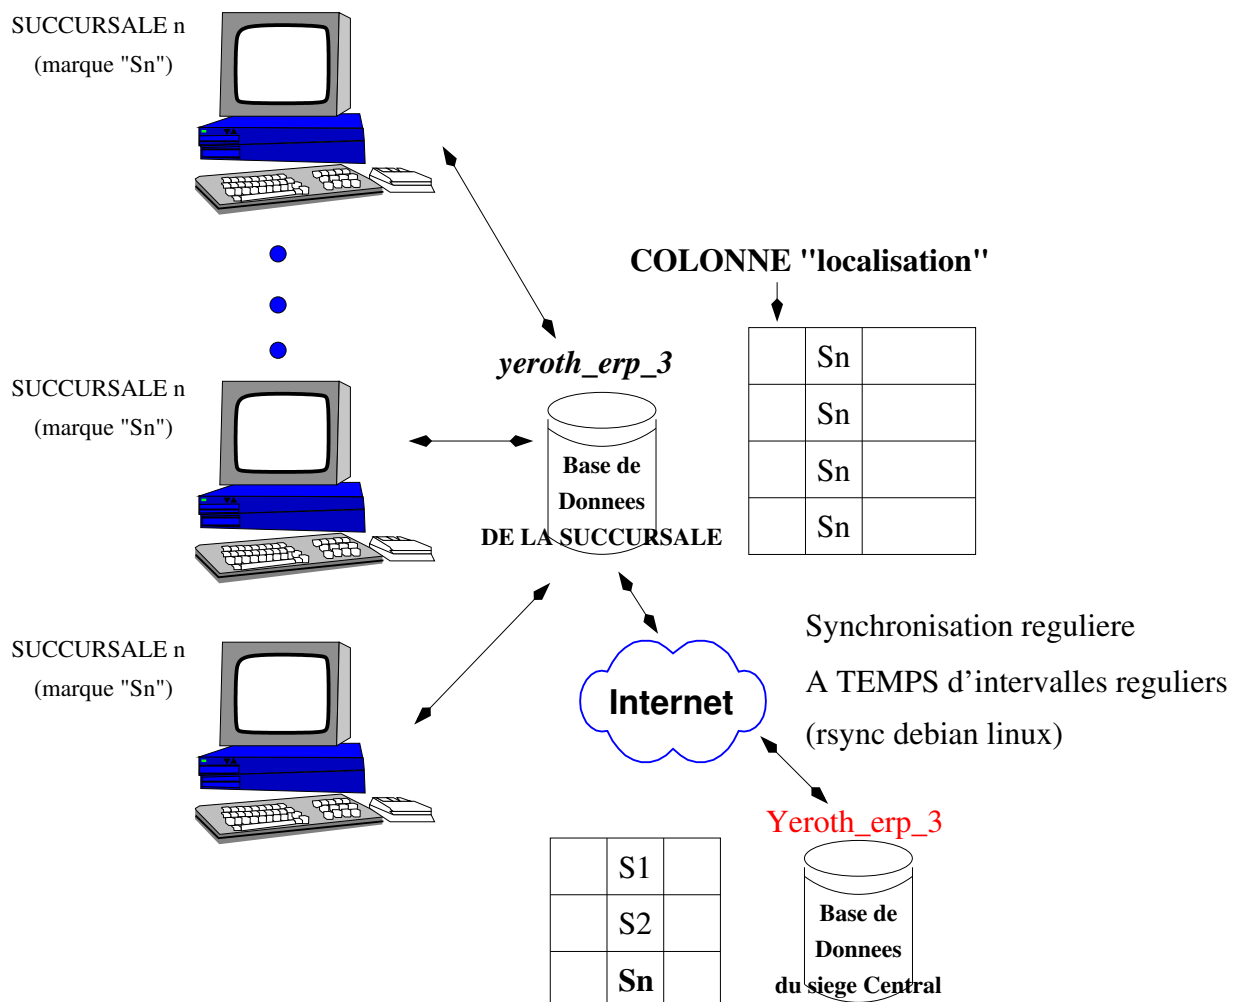 SUCCURSALE n
(marque "Sn")
COLONNE "localisation"
yeroth_erp_3
Sn
Sn
Sn
Sn
SUCCURSALE n
(marque "Sn")
Base de
Donnees
DE LA SUCCURSALE
SUCCURSALE n
(marque "Sn")
Internet
Synchronisation reguliere
A TEMPS d'intervalles reguliers
(rsync debian linux)
Yeroth_erp_3
S1
S2
Sn
Base de
Donnees
du siege Central